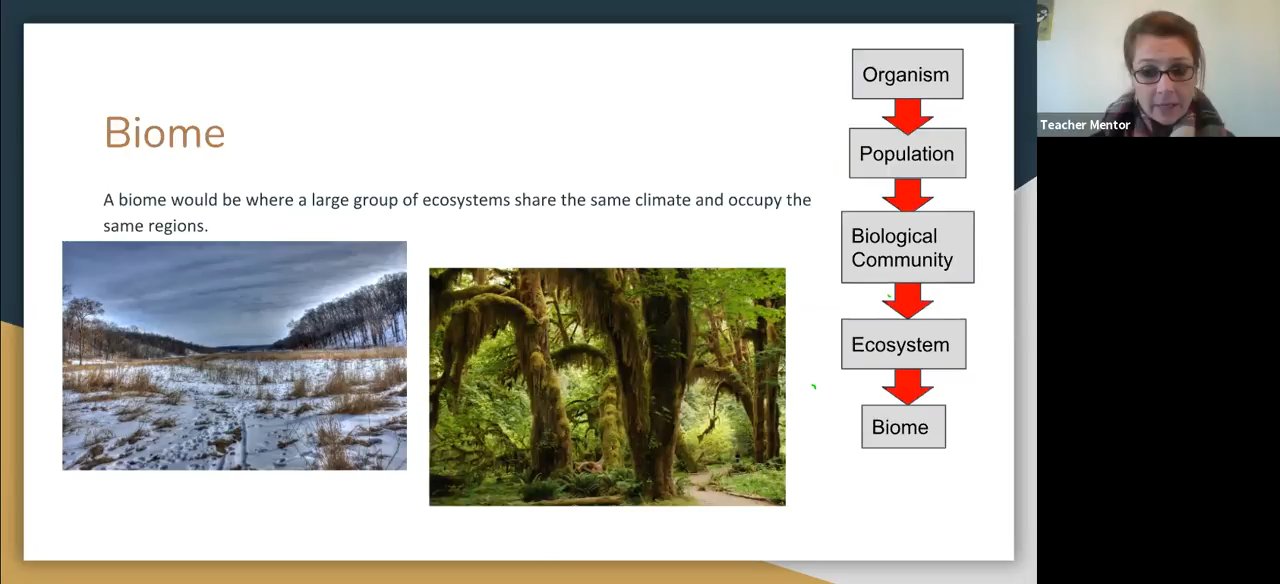 Biome
A biome would be where a large group of ecosystems share the same climate and occupy the
same regions.
Organism
Population
Biological
Community
Ecosystem
Biome
Teacher Mentor